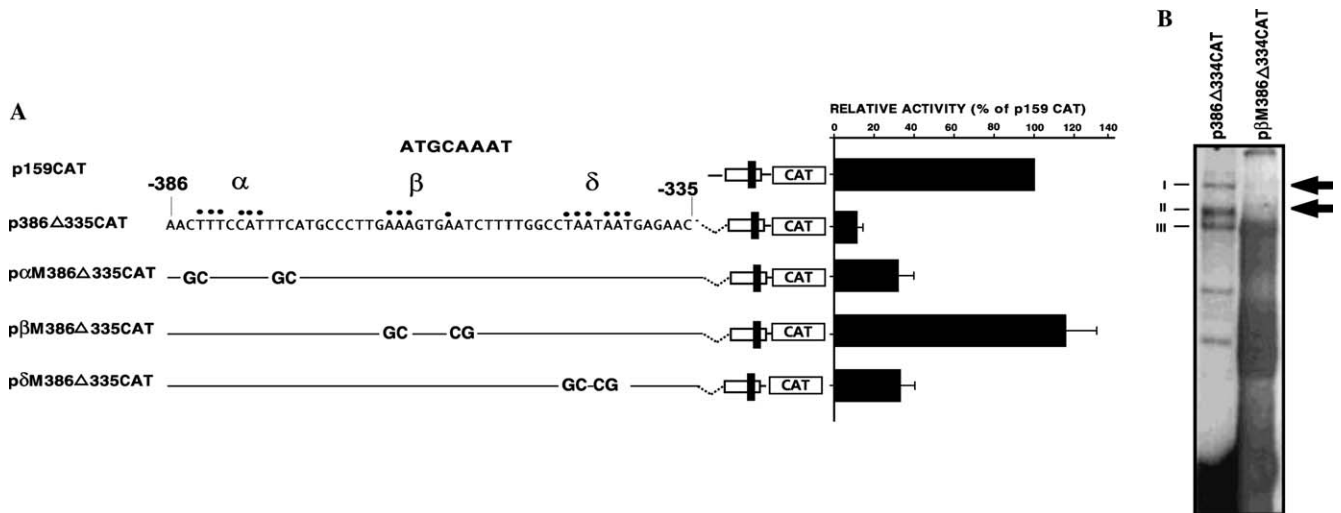 A
B
p386Δ334CAT
pβM386Δ334CAT
RELATIVE ACTIVITY (% of p159 CAT)
0 20 40 60 80 100 120 140
ATGCAAAT
p159CAT
CAT
-386 α β δ -335
p386Δ335CAT
AACTTTCCATTTCATGCCCTTGAAAGTGAATCTTTTGGCCTAATAATGAGAAC
CAT
pαM386Δ335CAT
GC GC
CAT
pβM386Δ335CAT
GC CG
CAT
pδM386Δ335CAT
GC-CG
CAT
I
II
III